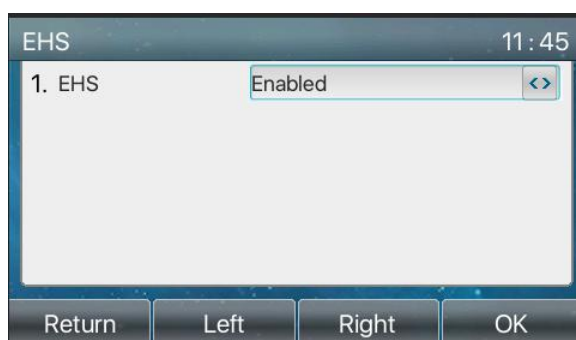 EHS 11:45
1. EHS Enabled <>
Return Left Right OK